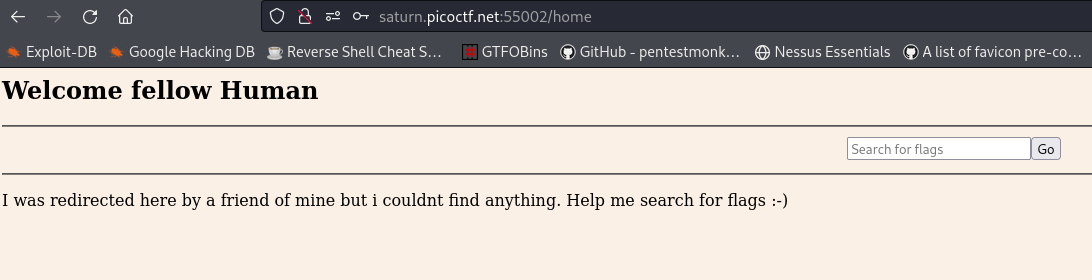 saturn.picoctf.net:55002/home
Exploit-DB Google Hacking DB Reverse Shell Cheat S... GTFOBins GitHub - pentestmonk... Nessus Essentials A list of favicon pre-co...
Welcome fellow Human
Search for flags Go
I was redirected here by a friend of mine but i couldnt find anything. Help me search for flags :-)